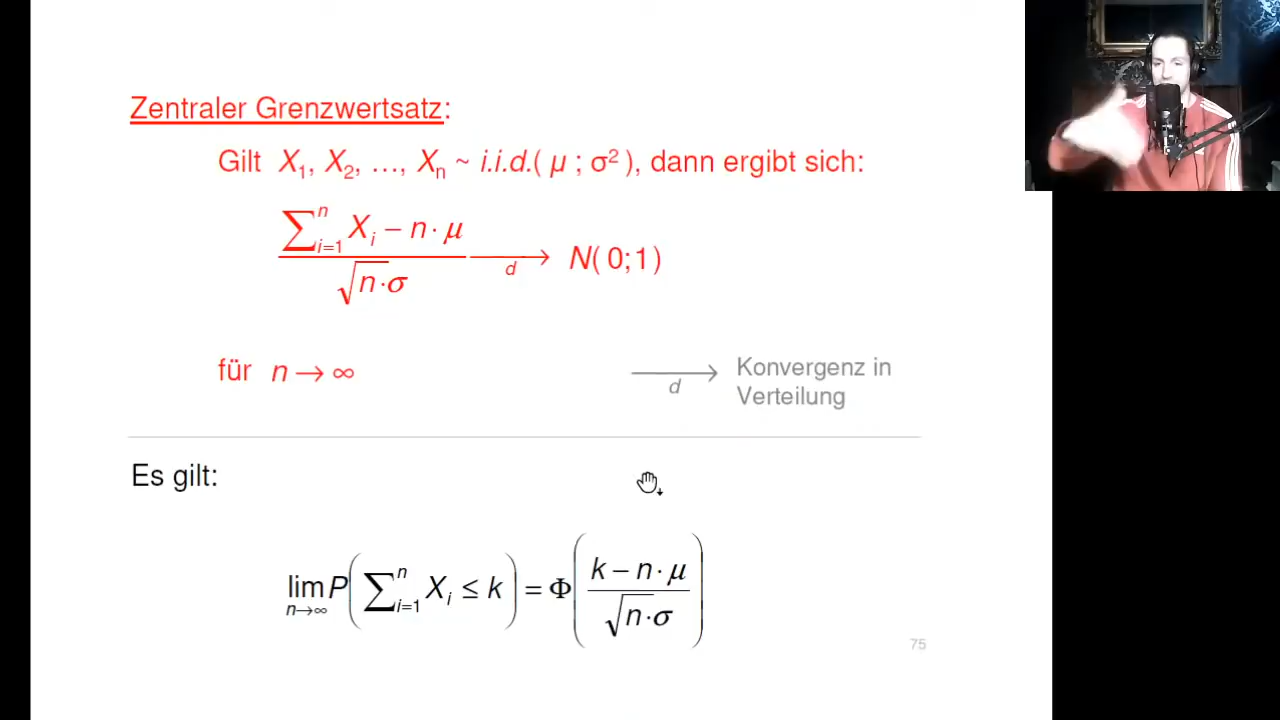 Zentraler Grenzwertsatz:
Gilt X₁, X₂, …, Xₙ ~ i.i.d.( μ ; σ² ), dann ergibt sich:
∑ⁿᵢ₌₁ Xᵢ − n · μ
√n · σ
d
N( 0;1 )
für n → ∞
d
Konvergenz in
Verteilung
Es gilt:
lim n→∞ P( ∑ⁿᵢ₌₁ Xᵢ ≤ k ) = Φ( (k − n · μ) / (√n · σ) )
75